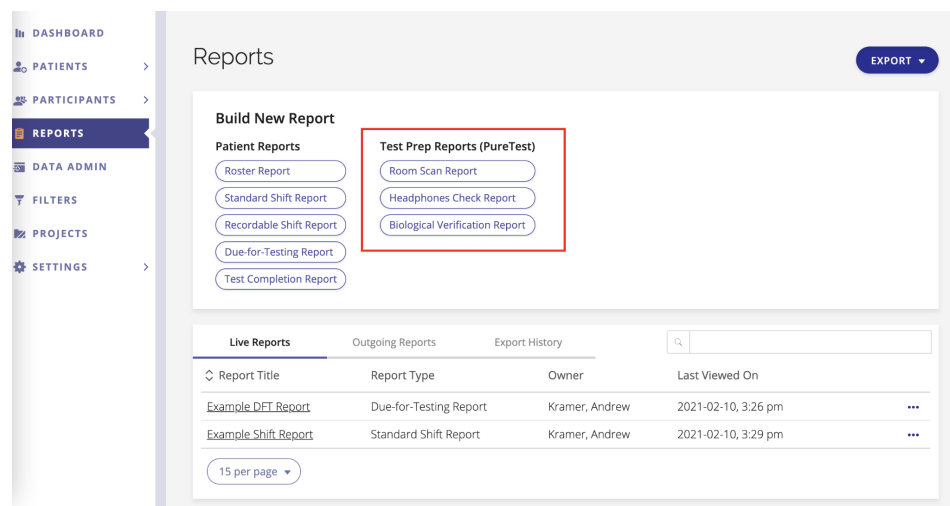 DASHBOARD
PATIENTS
PARTICIPANTS
REPORTS
DATA ADMIN
FILTERS
PROJECTS
SETTINGS
Reports
EXPORT
Build New Report
Patient Reports
Roster Report
Standard Shift Report
Recordable Shift Report
Due-for-Testing Report
Test Completion Report
Test Prep Reports (PureTest)
Room Scan Report
Headphones Check Report
Biological Verification Report
Live Reports Outgoing Reports Export History
Report Title Report Type Owner Last Viewed On
Example DFT Report Due-for-Testing Report Kramer, Andrew 2021-02-10, 3:26 pm
Example Shift Report Standard Shift Report Kramer, Andrew 2021-02-10, 3:29 pm
15 per page